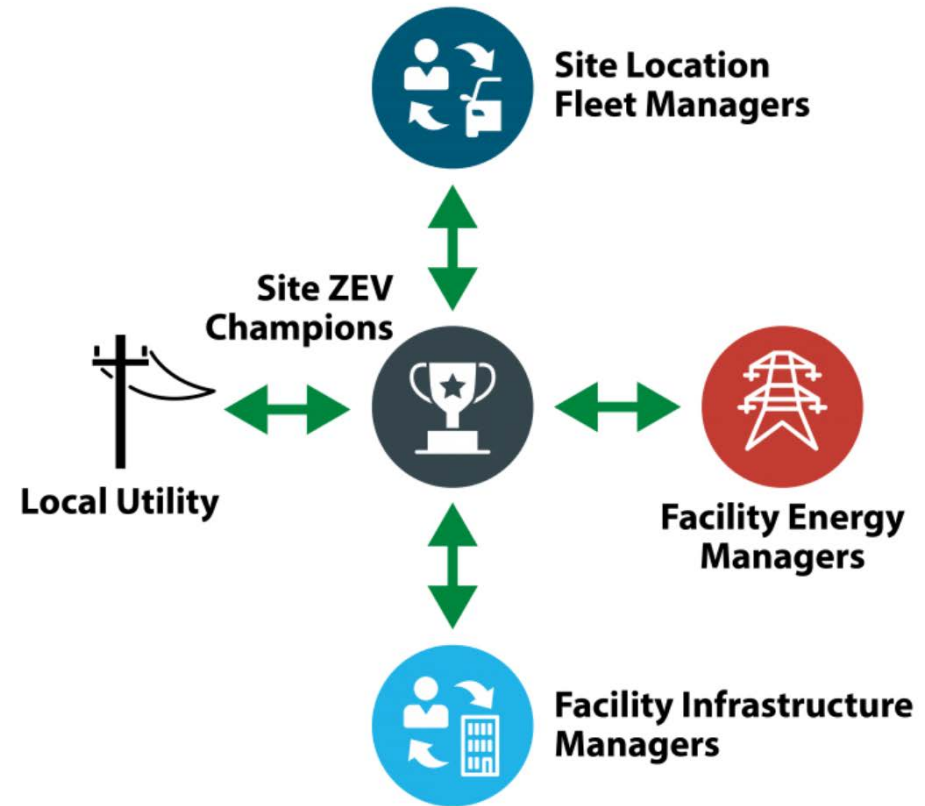 Site Location
Fleet Managers
Site ZEV
Champions
Local Utility
Facility Energy
Managers
Facility Infrastructure
Managers